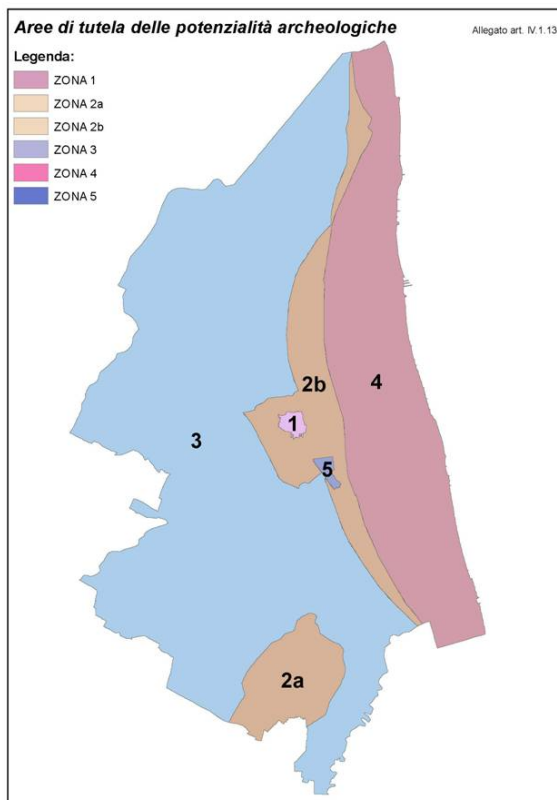 Aree di tutela delle potenzialità archeologiche
Allegato art. IV.1.13
Legenda:
ZONA 1
ZONA 2a
ZONA 2b
ZONA 3
ZONA 4
ZONA 5
2b
4
1
3
5
2a